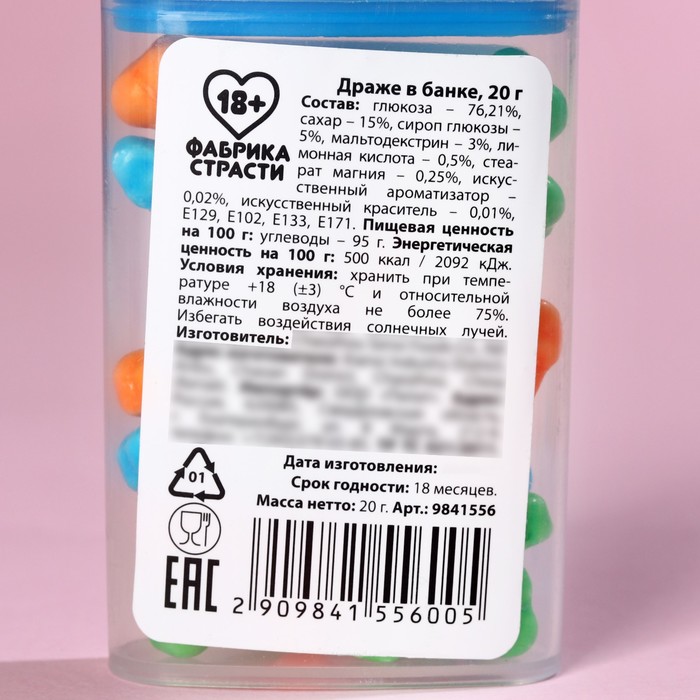 18+
ФАБРИКА
СТРАСТИ
Драже в банке, 20 г
Состав: глюкоза – 76,21%,
сахар – 15%, сироп глюкозы –
5%, мальтодекстрин – 3%, ли-
монная кислота – 0,5%, стеа-
рат магния – 0,25%, искус-
ственный ароматизатор –
0,02%, искусственный краситель – 0,01%,
Е129, Е102, Е133, Е171. Пищевая ценность
на 100 г: углеводы – 95 г. Энергетическая
ценность на 100 г: 500 ккал / 2092 кДж.
Условия хранения: хранить при темпе-
ратуре +18 (±3) °С и относительной
влажности воздуха не более 75%.
Избегать воздействия солнечных лучей.
Изготовитель:
Дата изготовления:
Срок годности: 18 месяцев.
Масса нетто: 20 г. Арт.: 9841556
01
EAC
2 909841 556005